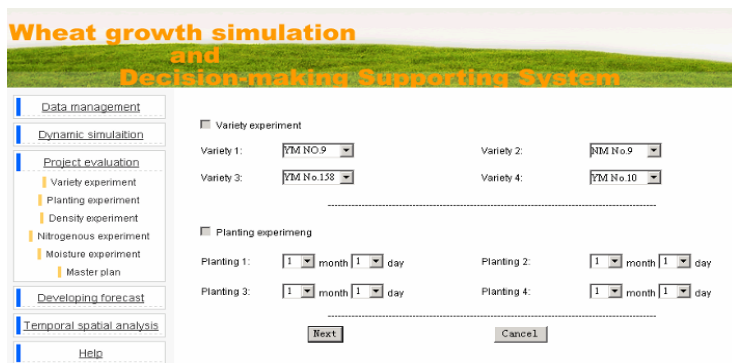 Wheat growth simulation
and
Decision-making Supporting System
Data management
Dynamic simulaition
Project evaluation
Variety experiment
Planting experiment
Density experiment
Nitrogenous experiment
Moisture experiment
Master plan
Developing forecast
Temporal spatial analysis
Help
Variety experiment
Variety 1: YM NO.9 Variety 2: NM No.9
Variety 3: YM No.158 Variety 4: YM No.10
Planting experimeng
Planting 1: 1 month 1 day Planting 2: 1 month 1 day
Planting 3: 1 month 1 day Planting 4: 1 month 1 day
Next Cancel